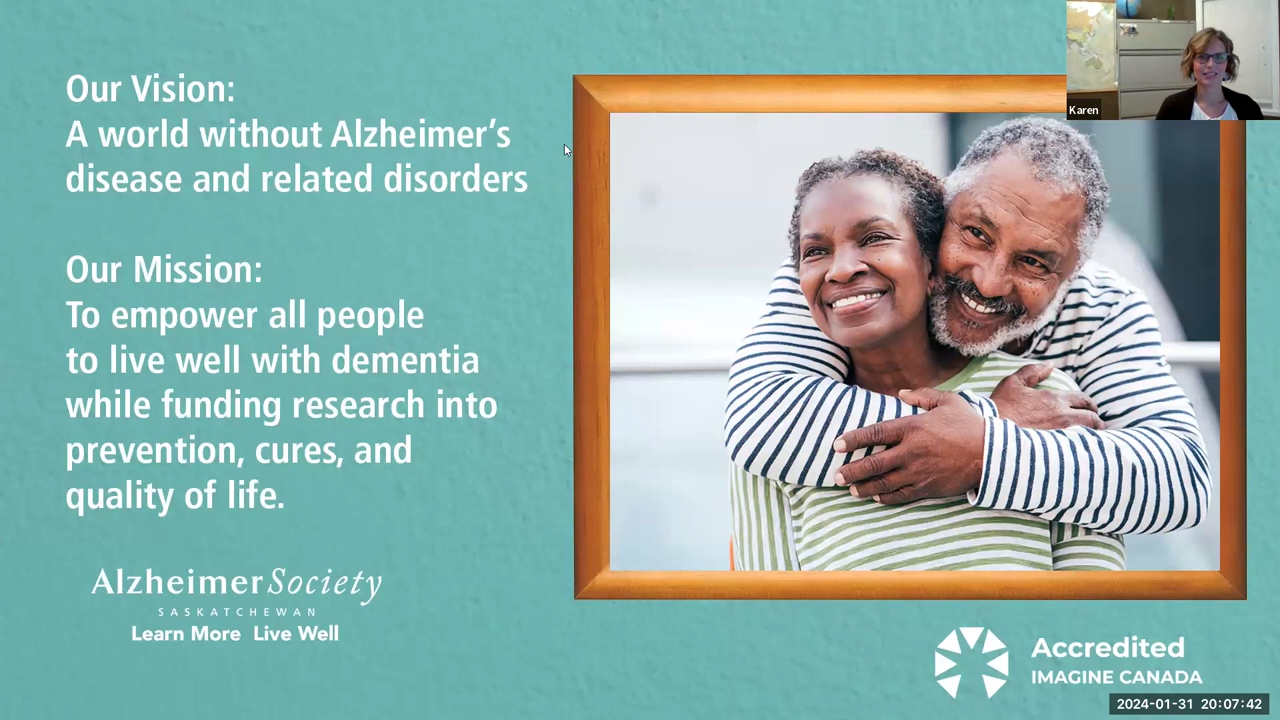 Our Vision:
A world without Alzheimer’s
disease and related disorders
Our Mission:
To empower all people
to live well with dementia
while funding research into
prevention, cures, and
quality of life.
AlzheimerSociety
SASKATCHEWAN
Learn More Live Well
Karen
Accredited
IMAGINE CANADA
2024-01-31 20:07:42